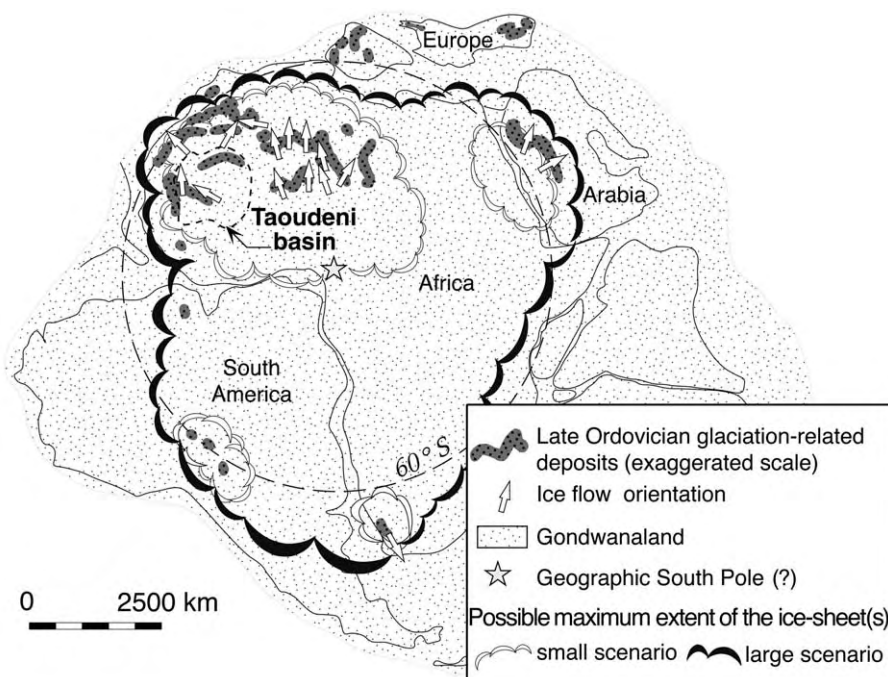 Europe
Arabia
Taoudeni
basin
Africa
South
America
60° S
0 2500 km
Late Ordovician glaciation-related
deposits (exaggerated scale)
Ice flow orientation
Gondwanaland
Geographic South Pole (?)
Possible maximum extent of the ice-sheet(s)
small scenario large scenario